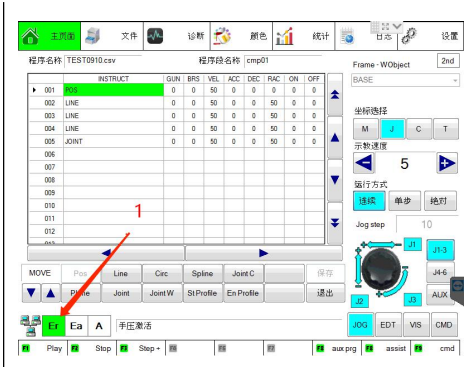 主页面 文件 诊断 颜色 统计 日志 设置
程序名称 TEST0910.csv 程序段名称 cmp01
Frame - WObject 2nd
BASE
INSTRUCT GUN BRS VEL ACC DEC RAC ON OFF
001 POS 0 0 50 0 0 0 0 0
002 LINE 0 0 50 0 0 50 0 0
003 LINE 0 0 50 0 0 50 0 0
004 LINE 0 0 50 0 0 50 0 0
005 JOINT 0 0 50 0 0 50 0 0
006
007
008
009
010
011
012
坐标选择
M J C T
示教速度
5
运行方式
连续 单步 绝对
Jog step 10
1
MOVE Pos Line Circ Spline Joint C 保存
Plane Joint Joint W St Profile En Profile 退出
J1 J1-3
J4-6
J2 J3 AUX
Er Ea A 手压激活
JOG EDT VIS CMD
F1 Play F2 Stop F3 Step + F4 F5 F6 F7 aux prg F8 assist F9 cmd